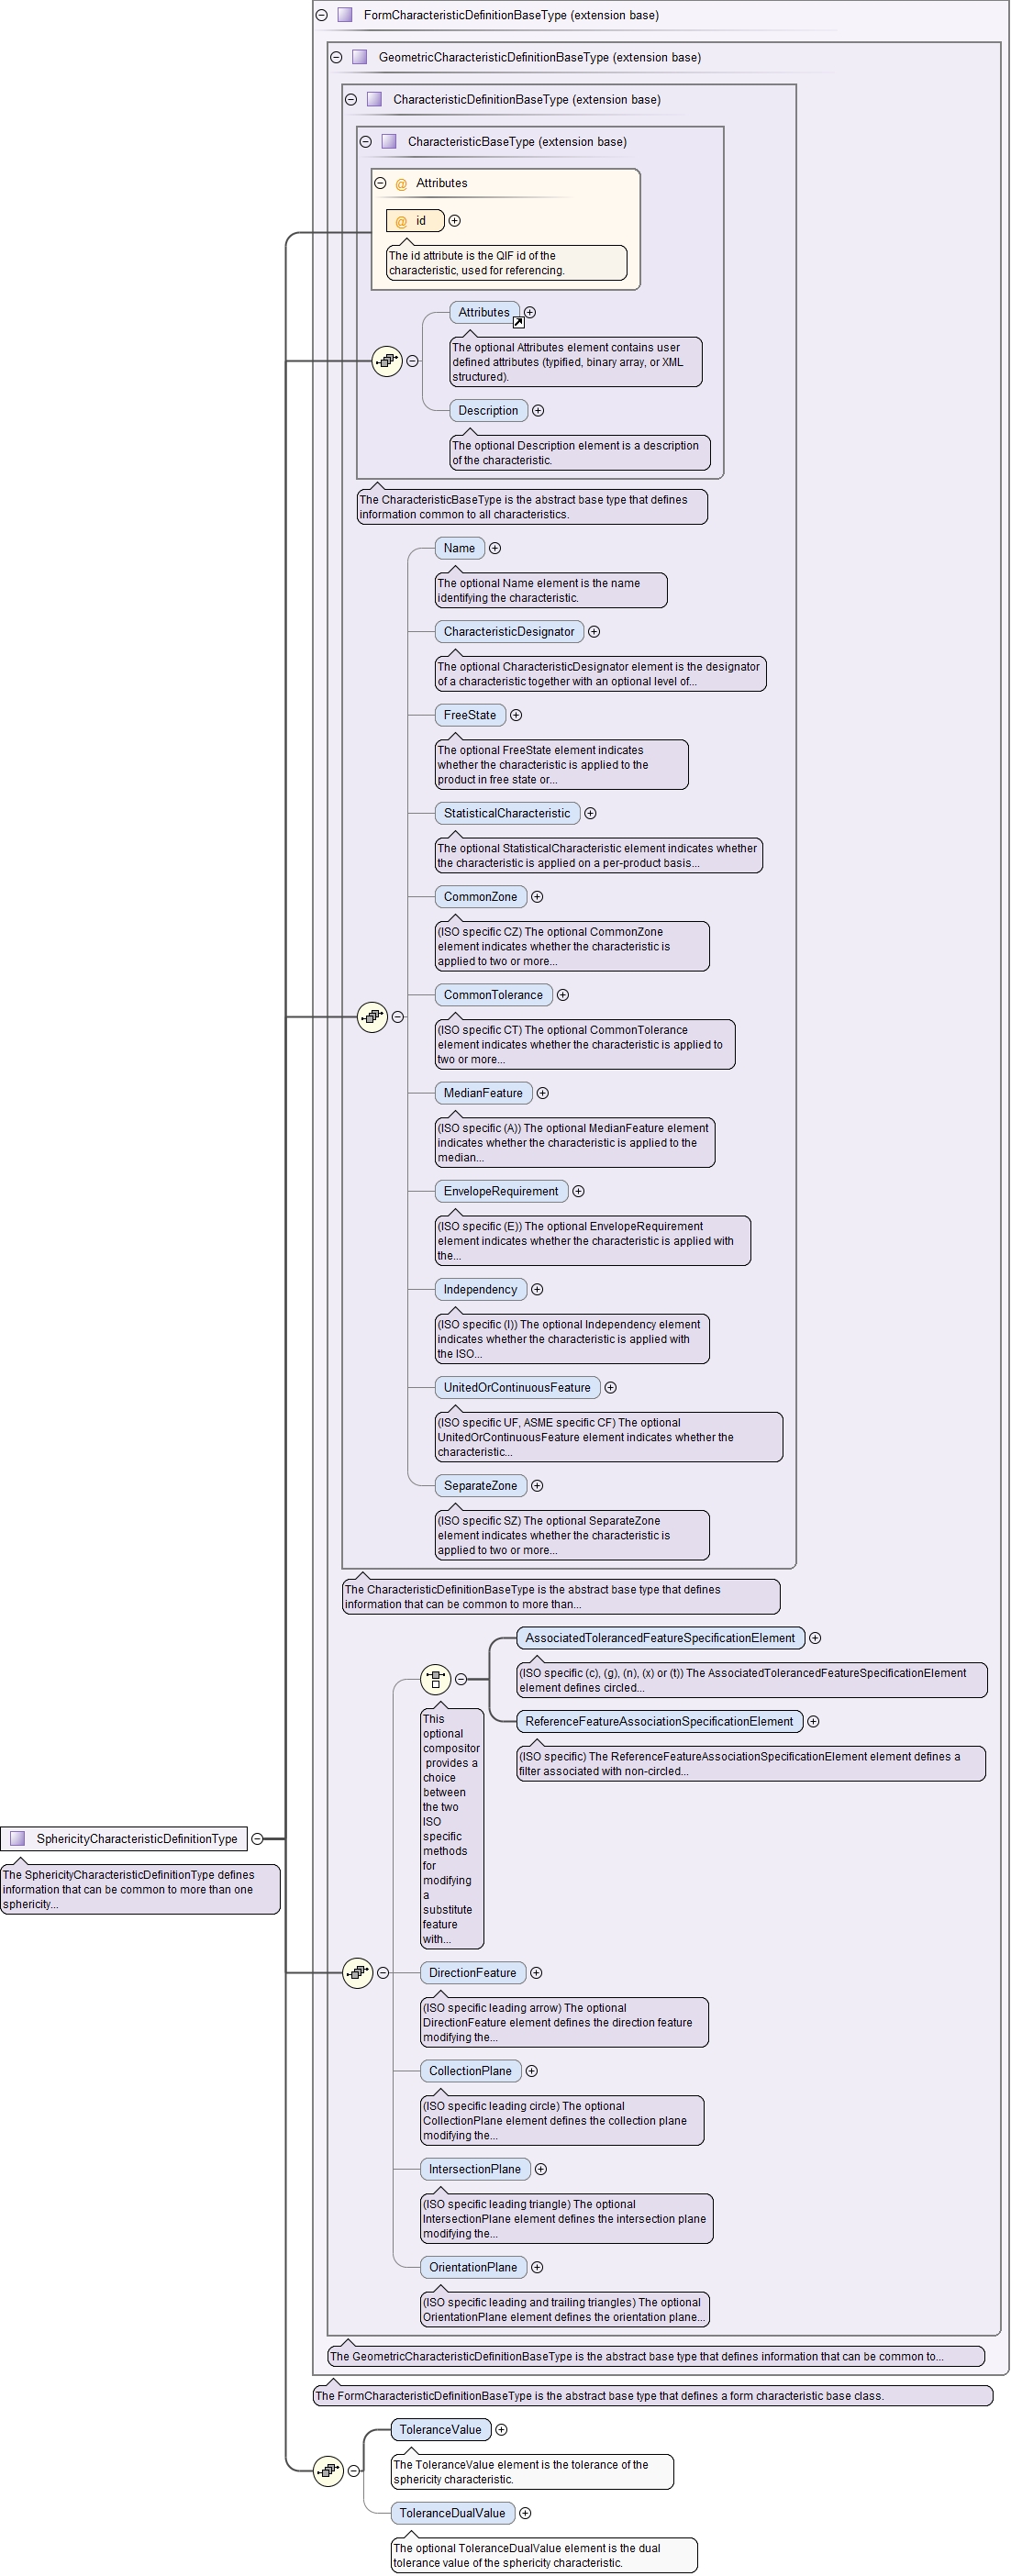 FormCharacteristicDefinitionBaseType (extension base)
GeometricCharacteristicDefinitionBaseType (extension base)
CharacteristicDefinitionBaseType (extension base)
CharacteristicBaseType (extension base)
@ Attributes
@ id
The id attribute is the QIF id of the
characteristic, used for referencing.
Attributes
The optional Attributes element contains user
defined attributes (typified, binary array, or XML
structured).
Description
The optional Description element is a description
of the characteristic.
The CharacteristicBaseType is the abstract base type that defines
information common to all characteristics.
Name
The optional Name element is the name
identifying the characteristic.
CharacteristicDesignator
The optional CharacteristicDesignator element is the designator
of a characteristic together with an optional level of...
FreeState
The optional FreeState element indicates
whether the characteristic is applied to the
product in free state or...
StatisticalCharacteristic
The optional StatisticalCharacteristic element indicates whether
the characteristic is applied on a per-product basis...
CommonZone
(ISO specific CZ) The optional CommonZone
element indicates whether the characteristic is
applied to two or more...
CommonTolerance
(ISO specific CT) The optional CommonTolerance
element indicates whether the characteristic is applied to
two or more...
MedianFeature
(ISO specific (A)) The optional MedianFeature element
indicates whether the characteristic is applied to the
median...
EnvelopeRequirement
(ISO specific (E)) The optional EnvelopeRequirement
element indicates whether the characteristic is applied with
the...
Independency
(ISO specific (I)) The optional Independency element
indicates whether the characteristic is applied with
the ISO...
UnitedOrContinuousFeature
(ISO specific UF, ASME specific CF) The optional
UnitedOrContinuousFeature element indicates whether the
characteristic...
SeparateZone
(ISO specific SZ) The optional SeparateZone
element indicates whether the characteristic is
applied to two or more...
The CharacteristicDefinitionBaseType is the abstract base type that defines
information that can be common to more than...
AssociatedTolerancedFeatureSpecificationElement
(ISO specific (c), (g), (n), (x) or (t)) The AssociatedTolerancedFeatureSpecificationElement
element defines circled...
ReferenceFeatureAssociationSpecificationElement
(ISO specific) The ReferenceFeatureAssociationSpecificationElement element defines a
filter associated with non-circled...
This
optional
compositor
provides a
choice
between
the two
ISO
specific
methods
for
modifying
a
substitute
feature
with...
SphericityCharacteristicDefinitionType
The SphericityCharacteristicDefinitionType defines
information that can be common to more than one
sphericity...
DirectionFeature
(ISO specific leading arrow) The optional
DirectionFeature element defines the direction feature
modifying the...
CollectionPlane
(ISO specific leading circle) The optional
CollectionPlane element defines the collection plane
modifying the...
IntersectionPlane
(ISO specific leading triangle) The optional
IntersectionPlane element defines the intersection plane
modifying the...
OrientationPlane
(ISO specific leading and trailing triangles) The optional
OrientationPlane element defines the orientation plane...
The GeometricCharacteristicDefinitionBaseType is the abstract base type that defines information that can be common to...
The FormCharacteristicDefinitionBaseType is the abstract base type that defines a form characteristic base class.
ToleranceValue
The ToleranceValue element is the tolerance of the
sphericity characteristic.
ToleranceDualValue
The optional ToleranceDualValue element is the dual
tolerance value of the sphericity characteristic.